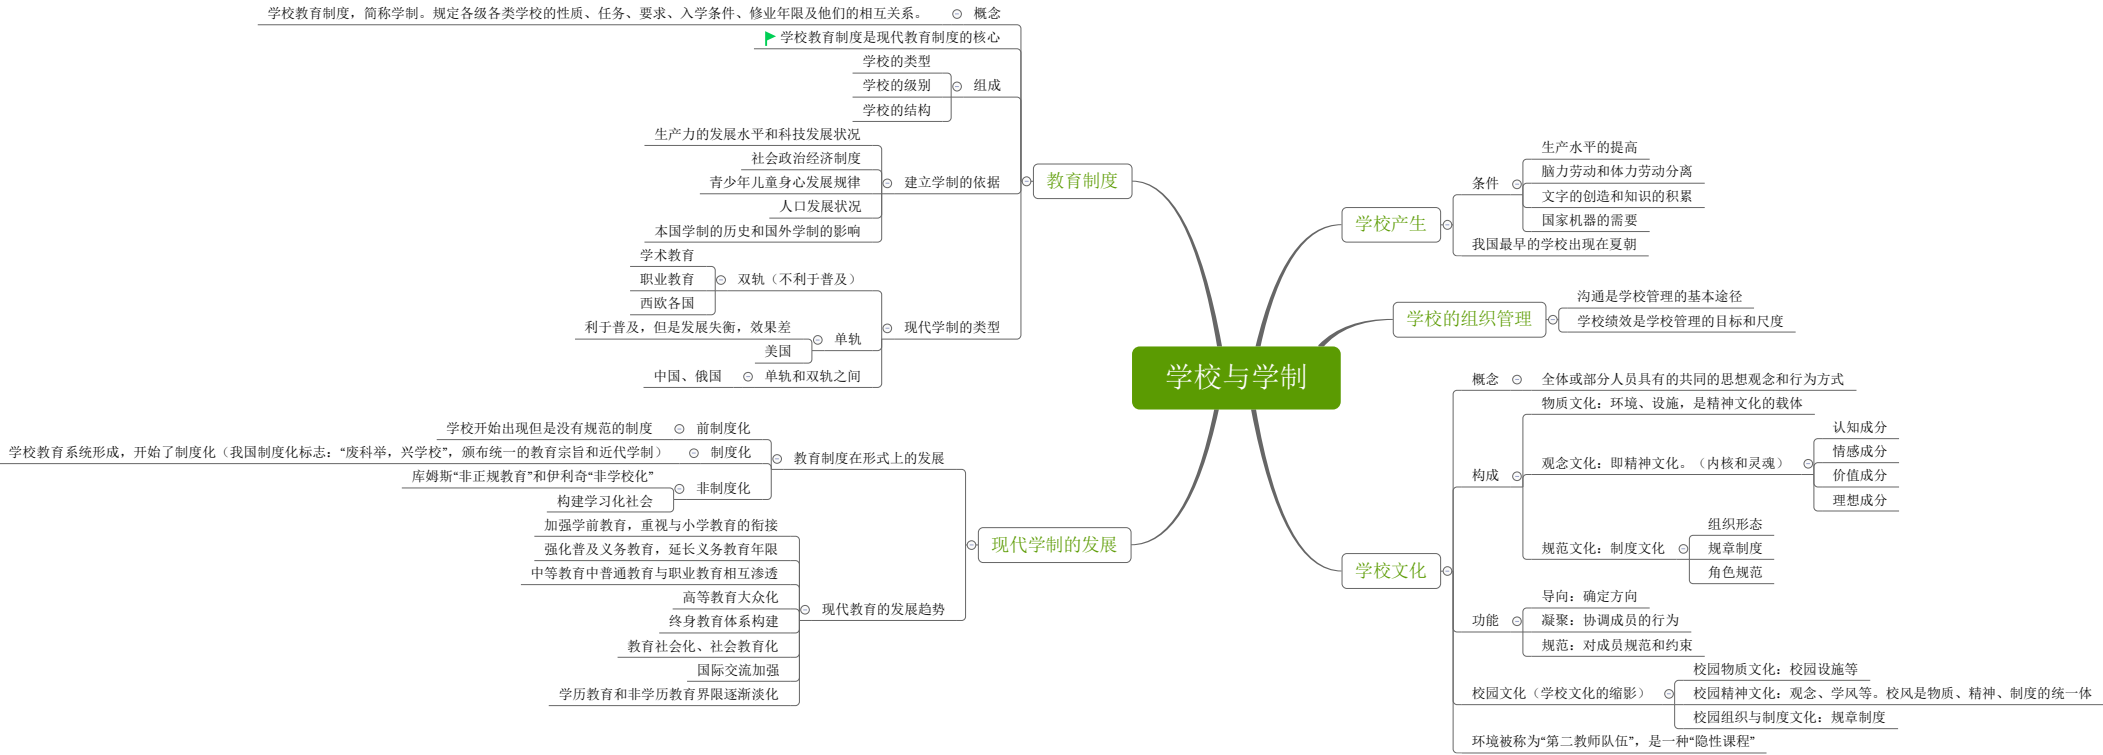 学校与学制
学校产生
条件
生产水平的提高
脑力劳动和体力劳动分离
文字的创造和知识的积累
国家机器的需要
我国最早的学校出现在夏朝
学校的组织管理
沟通是学校管理的基本途径
学校绩效是学校管理的目标和尺度
学校文化
概念
全体或部分人员具有的共同的思想观念和行为方式
构成
物质文化：环境、设施，是精神文化的载体
观念文化：即精神文化。（内核和灵魂）
认知成分
情感成分
价值成分
理想成分
规范文化：制度文化
组织形态
规章制度
角色规范
功能
导向：确定方向
凝聚：协调成员的行为
规范：对成员规范和约束
校园文化（学校文化的缩影）
校园物质文化：校园设施等
校园精神文化：观念、学风等。校风是物质、精神、制度的统一体
校园组织与制度文化：规章制度
环境被称为“第二教师队伍”，是一种“隐性课程”
教育制度
概念
学校教育制度，简称学制。规定各级各类学校的性质、任务、要求、入学条件、修业年限及他们的相互关系。
学校教育制度是现代教育制度的核心
组成
学校的类型
学校的级别
学校的结构
建立学制的依据
生产力的发展水平和科技发展状况
社会政治经济制度
青少年儿童身心发展规律
人口发展状况
本国学制的历史和国外学制的影响
现代学制的类型
双轨（不利于普及）
学术教育
职业教育
西欧各国
单轨
利于普及，但是发展失衡，效果差
美国
单轨和双轨之间
中国、俄国
现代学制的发展
教育制度在形式上的发展
前制度化
学校开始出现但是没有规范的制度
制度化
学校教育系统形成，开始了制度化（我国制度化标志：“废科举，兴学校”，颁布统一的教育宗旨和近代学制）
非制度化
库姆斯“非正规教育”和伊利奇“非学校化”
构建学习化社会
现代教育的发展趋势
加强学前教育，重视与小学教育的衔接
强化普及义务教育，延长义务教育年限
中等教育中普通教育与职业教育相互渗透
高等教育大众化
终身教育体系构建
教育社会化、社会教育化
国际交流加强
学历教育和非学历教育界限逐渐淡化